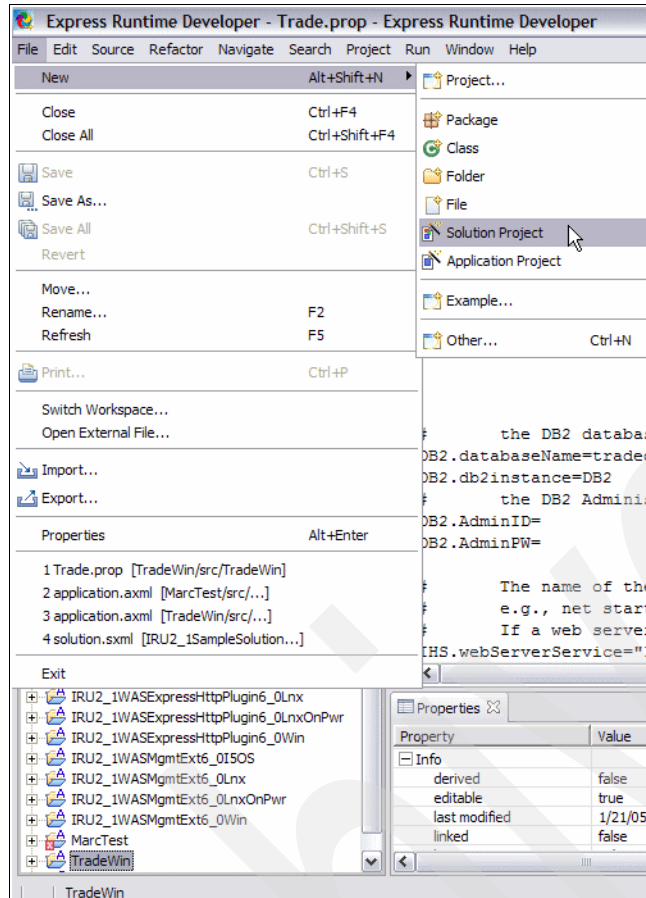 Express Runtime Developer - Trade.prop - Express Runtime Developer
File Edit Source Refactor Navigate Search Project Run Window Help
New Alt+Shift+N
Close Ctrl+F4
Close All Ctrl+Shift+F4
Save Ctrl+S
Save As...
Save All Ctrl+Shift+S
Revert
Move...
Rename... F2
Refresh F5
Print... Ctrl+P
Switch Workspace...
Open External File...
Import...
Export...
Properties Alt+Enter
1 Trade.prop [TradeWin/src/TradeWin]
2 application.axml [MarcTest/src/...]
3 application.axml [TradeWin/src/...]
4 solution.sxml [IRU2_1SampleSolution...]
Exit
Project...
Package
Class
Folder
File
Solution Project
Application Project
Example...
Other... Ctrl+N
# the DB2 databas
DB2.databaseName=traded
DB2.db2instance=DB2
# the DB2 Adminis
DB2.AdminID=
DB2.AdminPW=
# The name of the
# e.g., net start
# If a web server
IHS.webServerService="I
IRU2_1WASExpressHttpPlugin6_0Lnx
IRU2_1WASExpressHttpPlugin6_0LnxOnPwr
IRU2_1WASExpressHttpPlugin6_0Win
IRU2_1WASMgmtExt6_0I5OS
IRU2_1WASMgmtExt6_0Lnx
IRU2_1WASMgmtExt6_0LnxOnPwr
IRU2_1WASMgmtExt6_0Win
MarcTest
TradeWin
Properties
Property Value
Info
derived false
editable true
last modified 1/21/05
linked false
TradeWin